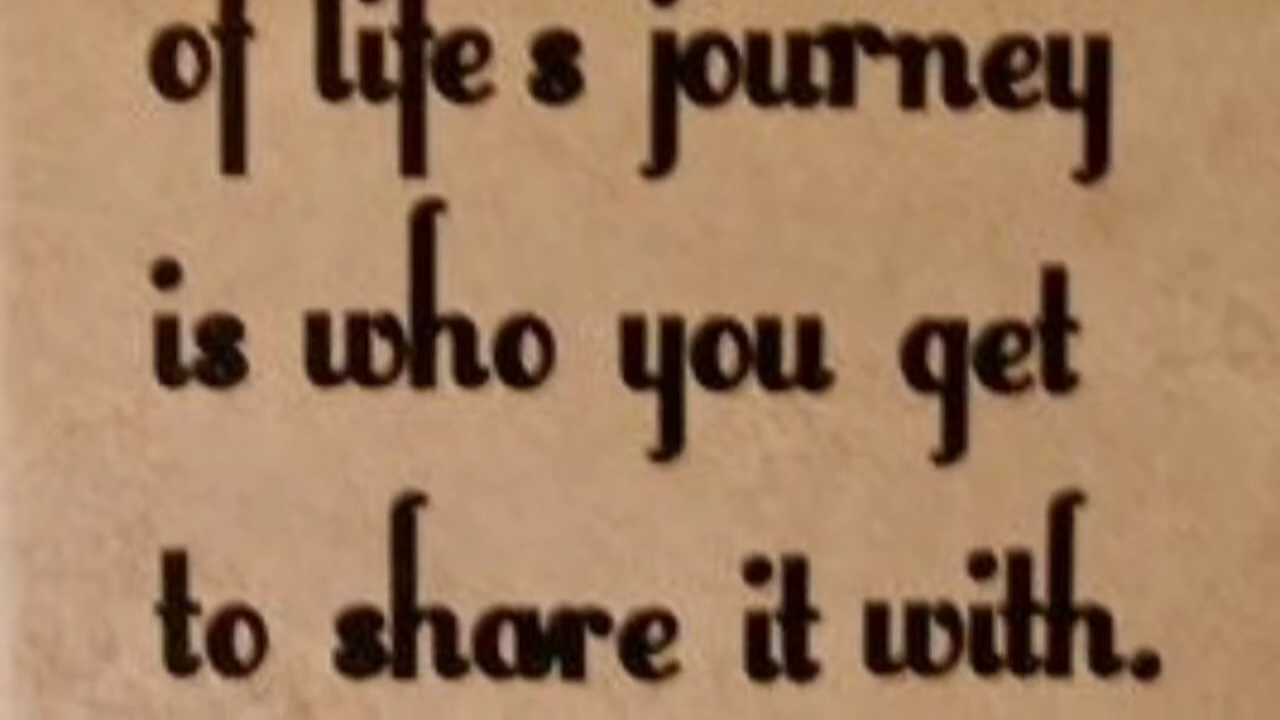 of life's journey
is who you get
to share it with.